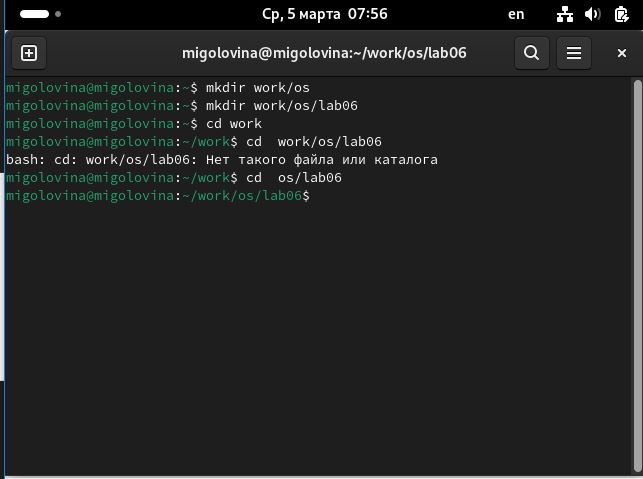 Ср, 5 марта 07:56
en
migolovina@migolovina:~/work/os/lab06
migolovina@migolovina:~$ mkdir work/os
migolovina@migolovina:~$ mkdir work/os/lab06
migolovina@migolovina:~$ cd work
migolovina@migolovina:~/work$ cd  work/os/lab06
bash: cd: work/os/lab06: Нет такого файла или каталога
migolovina@migolovina:~/work$ cd  os/lab06
migolovina@migolovina:~/work/os/lab06$